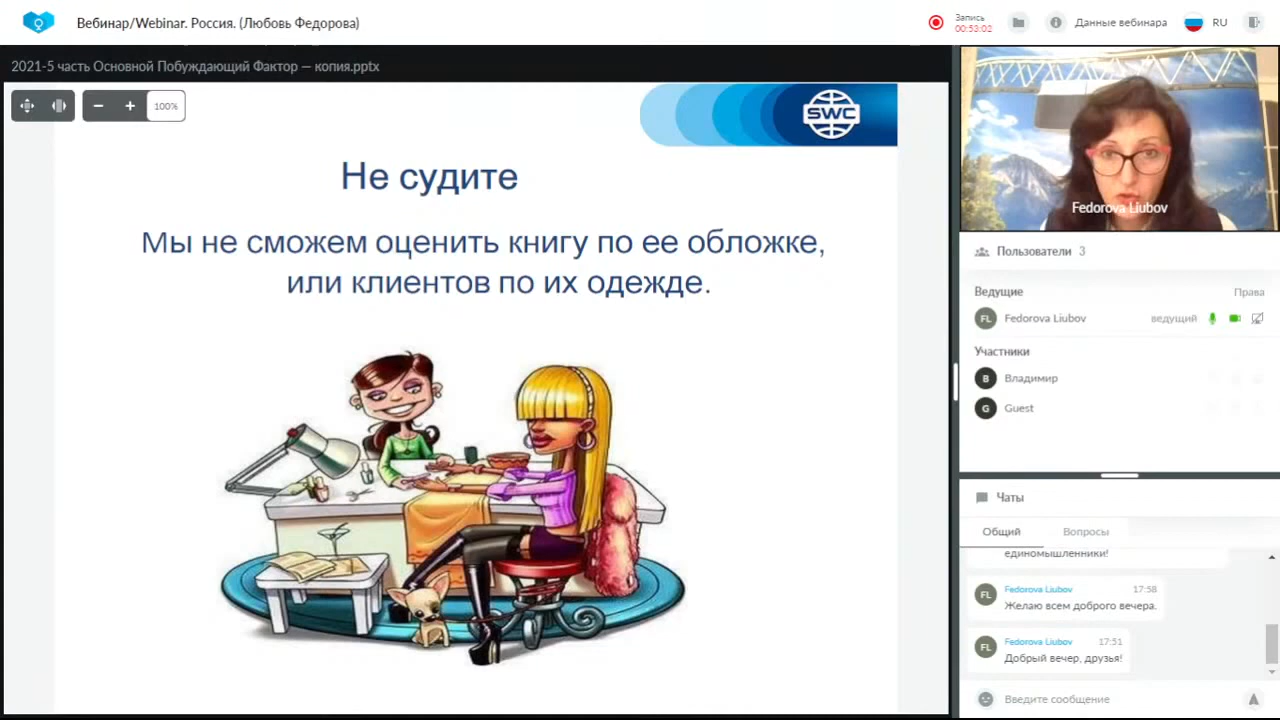 Вебинар/Webinar. Россия. (Любовь Федорова)
Запись
00:53:02
Данные вебинара
RU
2021-5 часть Основной Побуждающий Фактор — копия.pptx
100%
SWC
Не судите
Мы не сможем оценить книгу по ее обложке,
или клиентов по их одежде.
Fedorova Liubov
Пользователи 3
Ведущие Права
FL Fedorova Liubov ведущий
Участники
В Владимир
G Guest
Чаты
Общий Вопросы
единомышленники!
FL Fedorova Liubov 17:58
Желаю всем доброго вечера.
FL Fedorova Liubov 17:51
Добрый вечер, друзья!
Введите сообщение